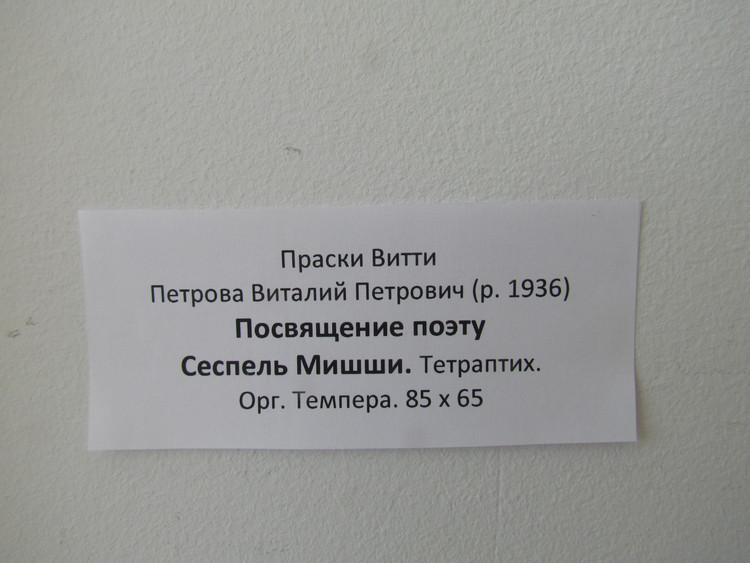 Праски Витти
Петрова Виталий Петрович (р. 1936)
Посвящение поэту
Сеспель Мишши. Тетраптих.
Орг. Темпера. 85 х 65